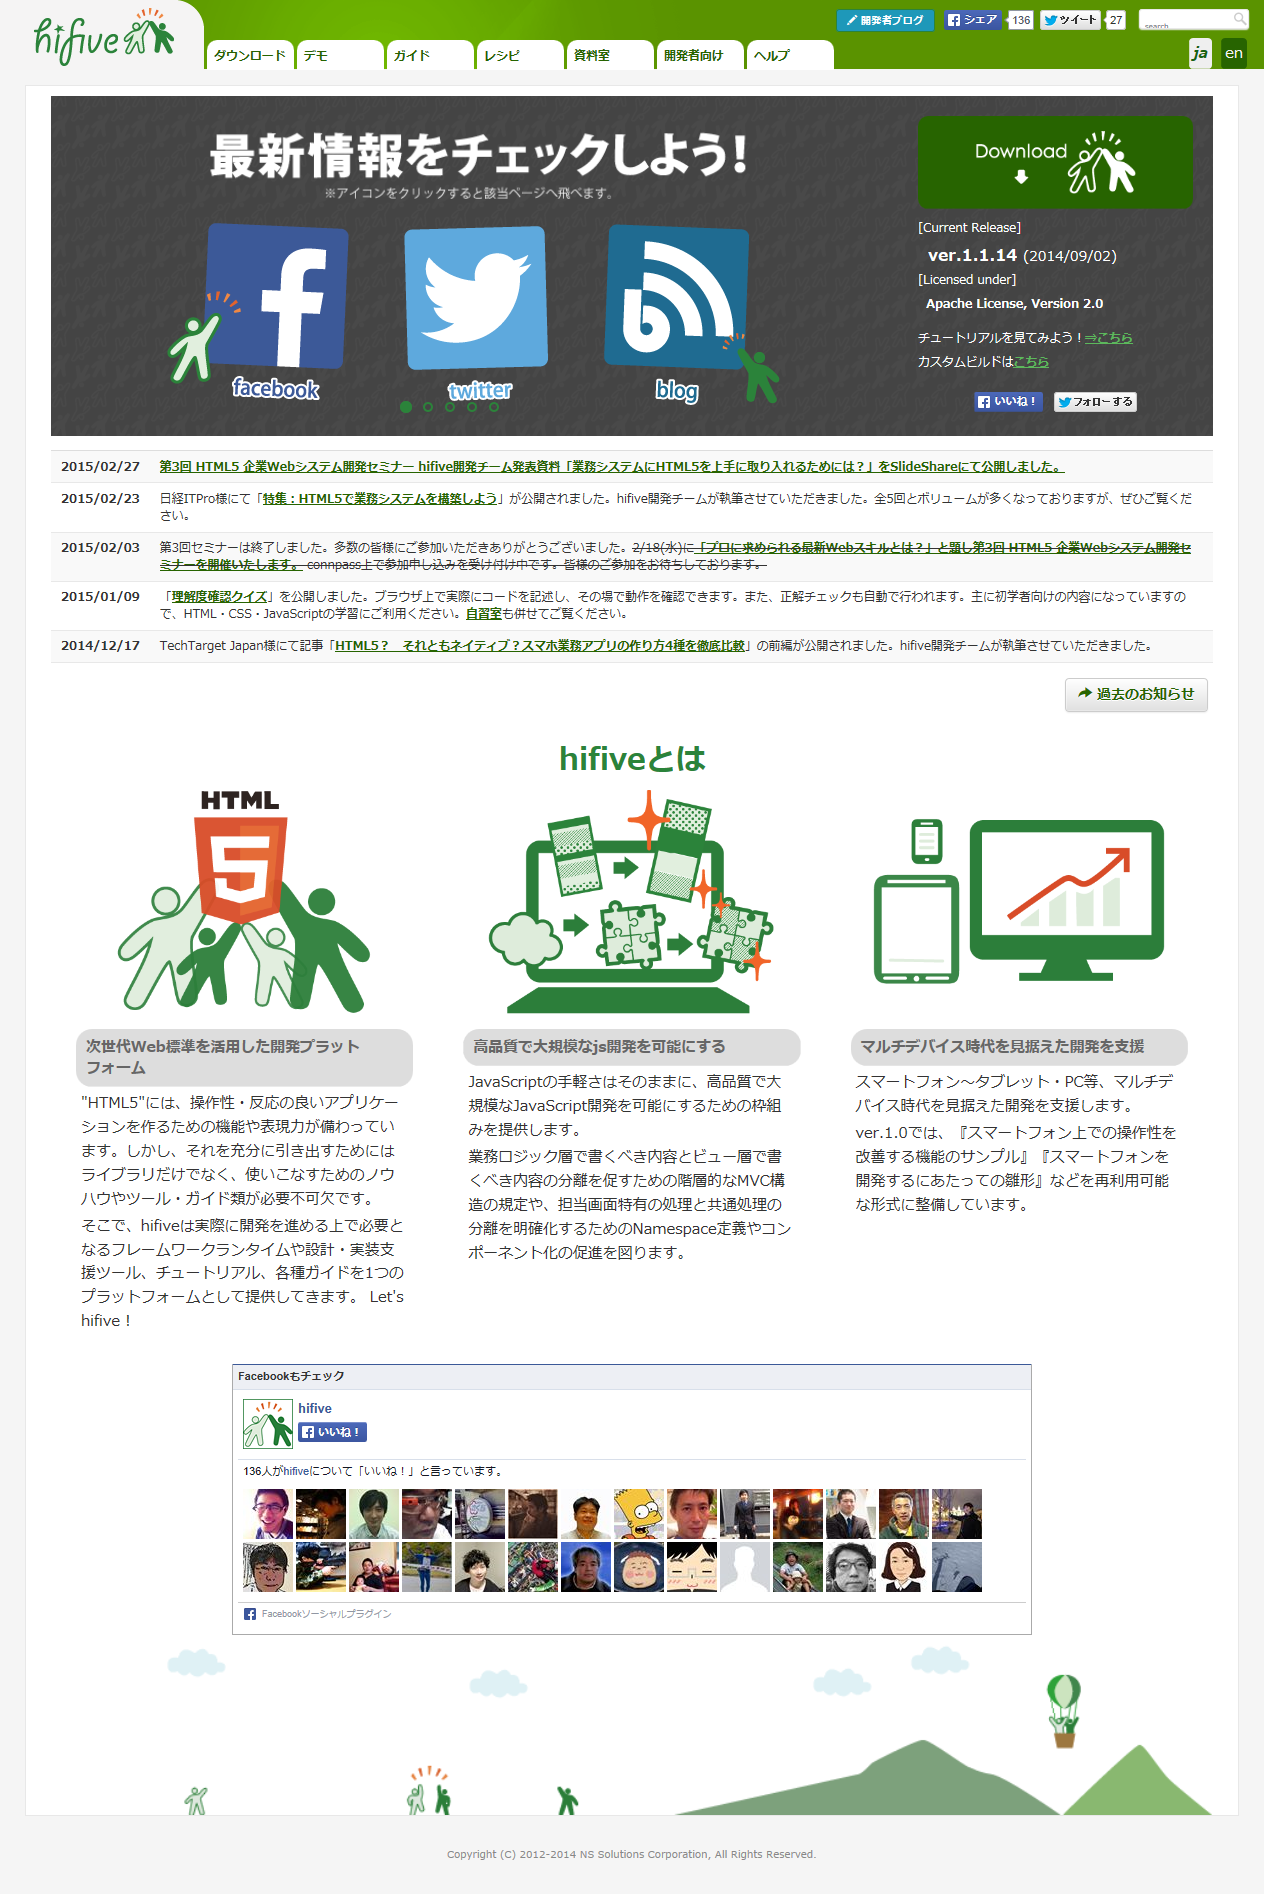 hifive
開発者ブログ
シェア 136
ツイート 27
search
ダウンロード
デモ
ガイド
レシピ
資料室
開発者向け
ヘルプ
ja
en
最新情報をチェックしよう!
※アイコンをクリックすると該当ページへ飛べます。
facebook
twitter
blog
Download
[Current Release]
ver.1.1.14 (2014/09/02)
[Licensed under]
Apache License, Version 2.0
チュートリアルを見てみよう!⇒こちら
カスタムビルドはこちら
いいね!
フォローする
2015/02/27 第3回 HTML5 企業Webシステム開発セミナー hifive開発チーム発表資料「業務システムにHTML5を上手に取り入れるためには?」をSlideShareにて公開しました。
2015/02/23 日経ITPro様にて「特集:HTML5で業務システムを構築しよう」が公開されました。hifive開発チームが執筆させていただきました。全5回とボリュームが多くなっておりますが、ぜひご覧くだ
さい。
2015/02/03 第3回セミナーは終了しました。多数の皆様にご参加いただきありがとうございました。2/18(水)に「プロに求められる最新Webスキルとは?」と題し第3回 HTML5 企業Webシステム開発セ
ミナーを開催いたします。 connpass上で参加申し込みを受け付け中です。皆様のご参加をお待ちしております。
2015/01/09 「理解度確認クイズ」を公開しました。ブラウザ上で実際にコードを記述し、その場で動作を確認できます。また、正解チェックも自動で行われます。主に初学者向けの内容になっていますの
で、HTML・CSS・JavaScriptの学習にご利用ください。自習室も併せてご覧ください。
2014/12/17 TechTarget Japan様にて記事「HTML5? それともネイティブ?スマホ業務アプリの作り方4種を徹底比較」の前編が公開されました。hifive開発チームが執筆させていただきました。
過去のお知らせ
hifiveとは
HTML
5
次世代Web標準を活用した開発プラット
フォーム
"HTML5"には、操作性・反応の良いアプリケー
ションを作るための機能や表現力が備わってい
ます。しかし、それを充分に引き出すためには
ライブラリだけでなく、使いこなすためのノウ
ハウやツール・ガイド類が必要不可欠です。
そこで、hifiveは実際に開発を進める上で必要と
なるフレームワークランタイムや設計・実装支
援ツール、チュートリアル、各種ガイドを1つの
プラットフォームとして提供してきます。 Let's
hifive!
高品質で大規模なjs開発を可能にする
JavaScriptの手軽さはそのままに、高品質で大
規模なJavaScript開発を可能にするための枠組
みを提供します。
業務ロジック層で書くべき内容とビュー層で書
くべき内容の分離を促すための階層的なMVC構
造の規定や、担当画面特有の処理と共通処理の
分離を明確化するためのNamespace定義やコン
ポーネント化の促進を図ります。
マルチデバイス時代を見据えた開発を支援
スマートフォン~タブレット・PC等、マルチデ
バイス時代を見据えた開発を支援します。
ver.1.0では、『スマートフォン上での操作性を
改善する機能のサンプル』『スマートフォンを
開発するにあたっての雛形』などを再利用可能
な形式に整備しています。
Facebookもチェック
hifive
いいね!
136人がhifiveについて「いいね!」と言っています。
Facebookソーシャルプラグイン
Copyright (C) 2012-2014 NS Solutions Corporation, All Rights Reserved.